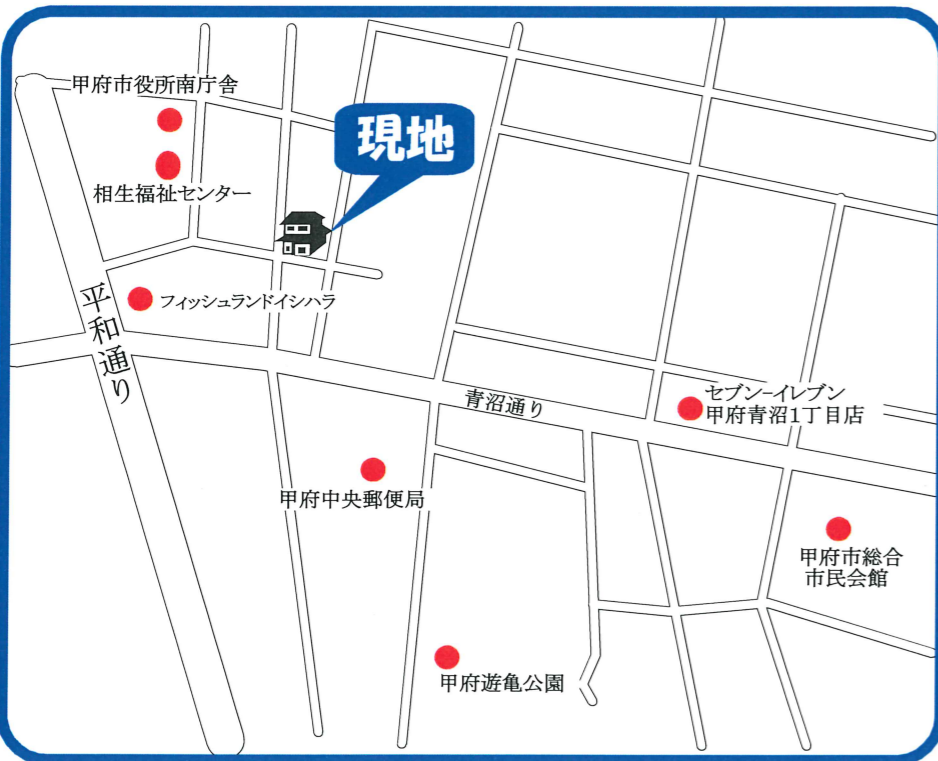 甲府市役所南庁舎
現地
相生福祉センター
フィッシュランドイシハラ
平和通り
青沼通り
セブン-イレブン
甲府青沼1丁目店
甲府中央郵便局
甲府市総合
市民会館
甲府遊亀公園